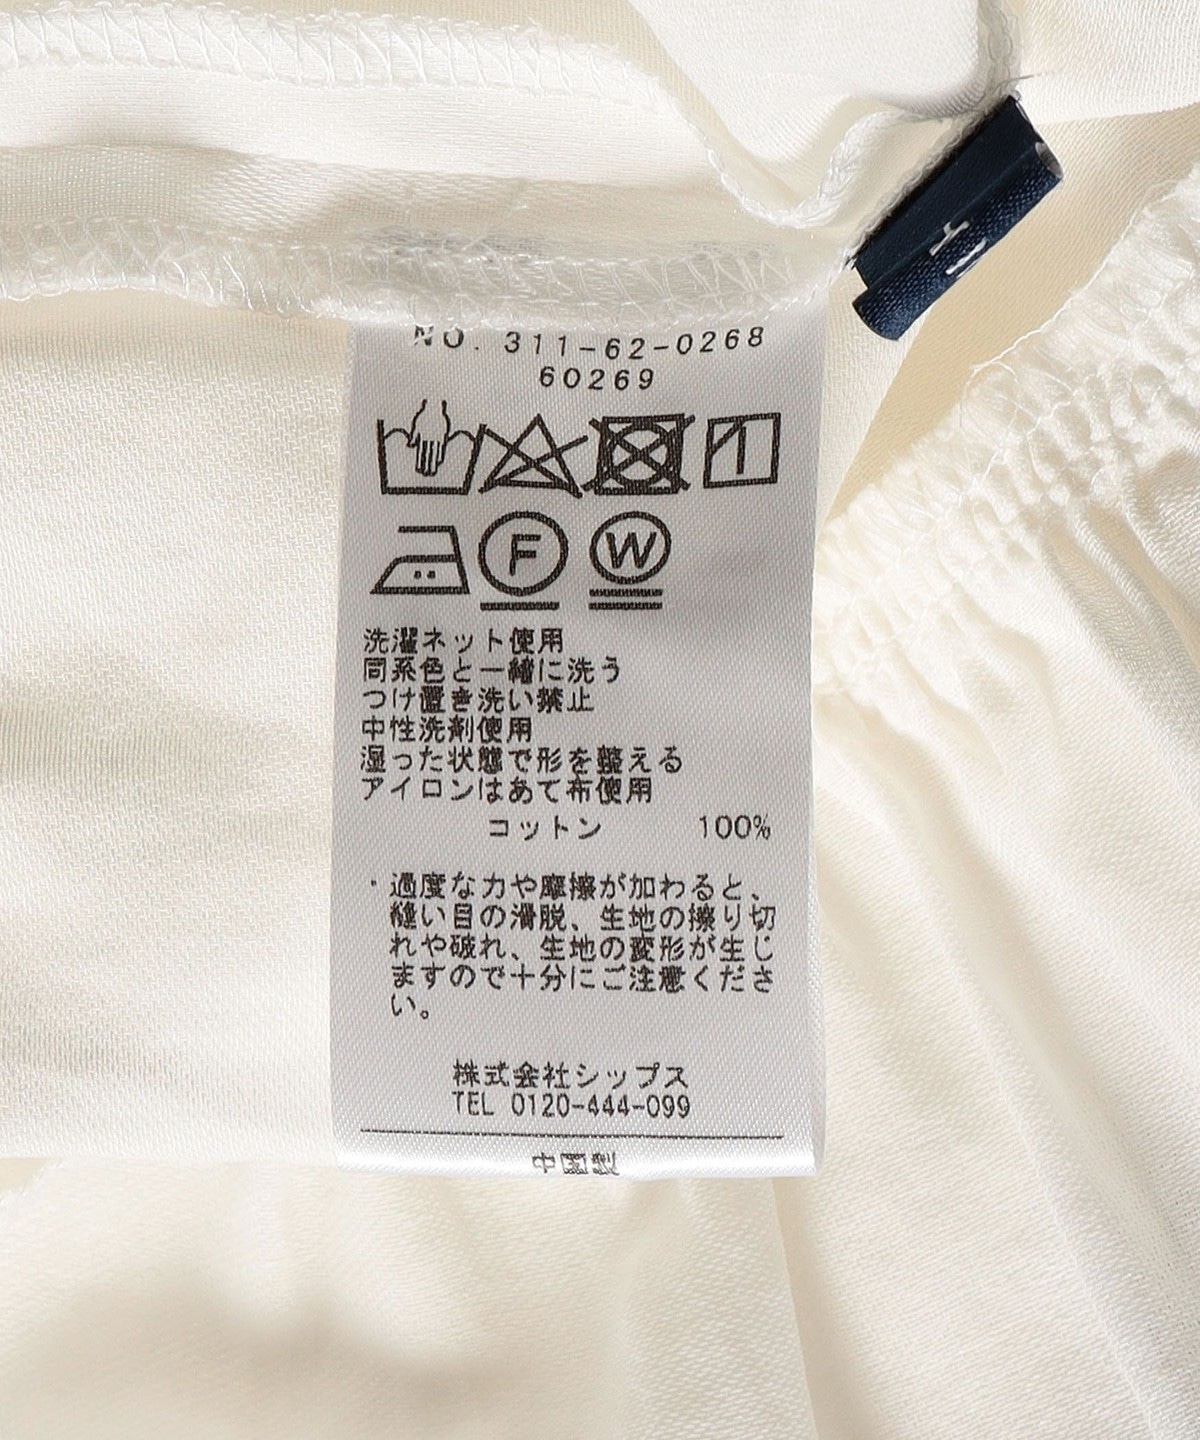 NO. 311-62-0268
60269
F W
洗濯ネット使用
同系色と一緒に洗う
つけ置き洗い禁止
中性洗剤使用
湿った状態で形を整える
アイロンはあて布使用
コットン 100%
・過度な力や摩擦が加わると、
縫い目の滑脱、生地の擦り切
れや破れ、生地の変形が生じ
ますので十分にご注意くださ
い。
株式会社シップス
TEL 0120-444-099
中国製